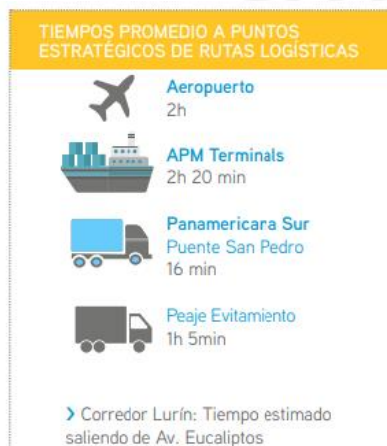 TIEMPOS PROMEDIO A PUNTOS
ESTRATÉGICOS DE RUTAS LOGÍSTICAS
Aeropuerto
2h
APM Terminals
2h 20 min
Panamericara Sur
Puente San Pedro
16 min
Peaje Evitamiento
1h 5min
> Corredor Lurín: Tiempo estimado
saliendo de Av. Eucaliptos